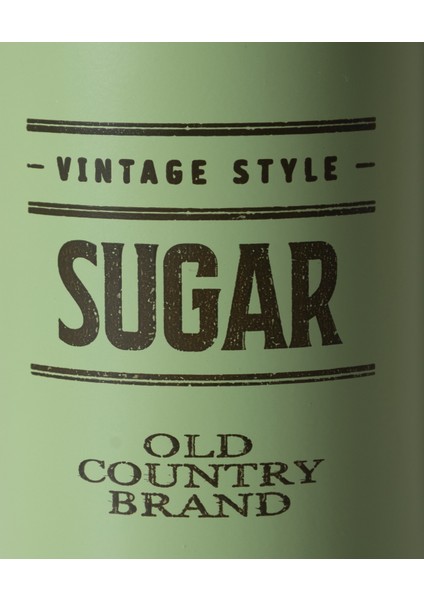 - VINTAGE STYLE -
SUGAR
OLD
COUNTRY
BRAND